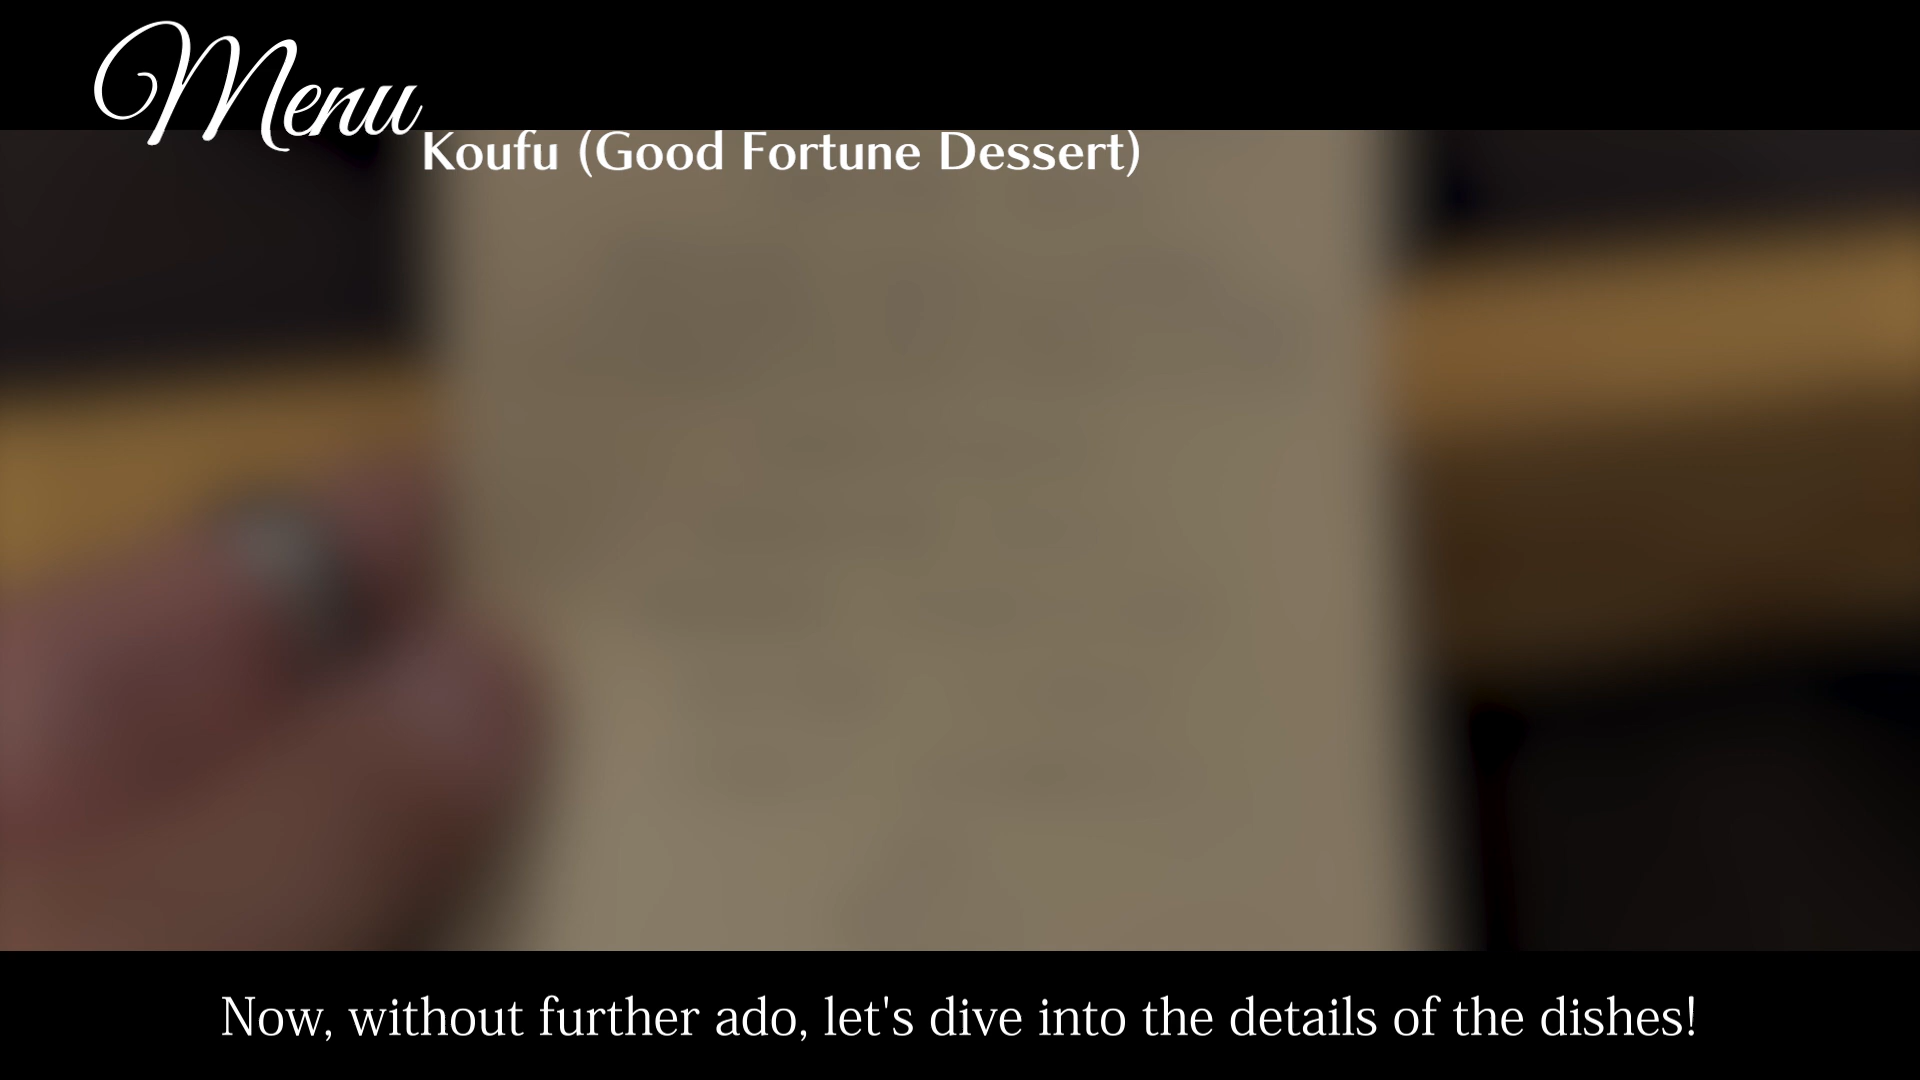 Menu
Koufu (Good Fortune Dessert)
Now, without further ado, let's dive into the details of the dishes!